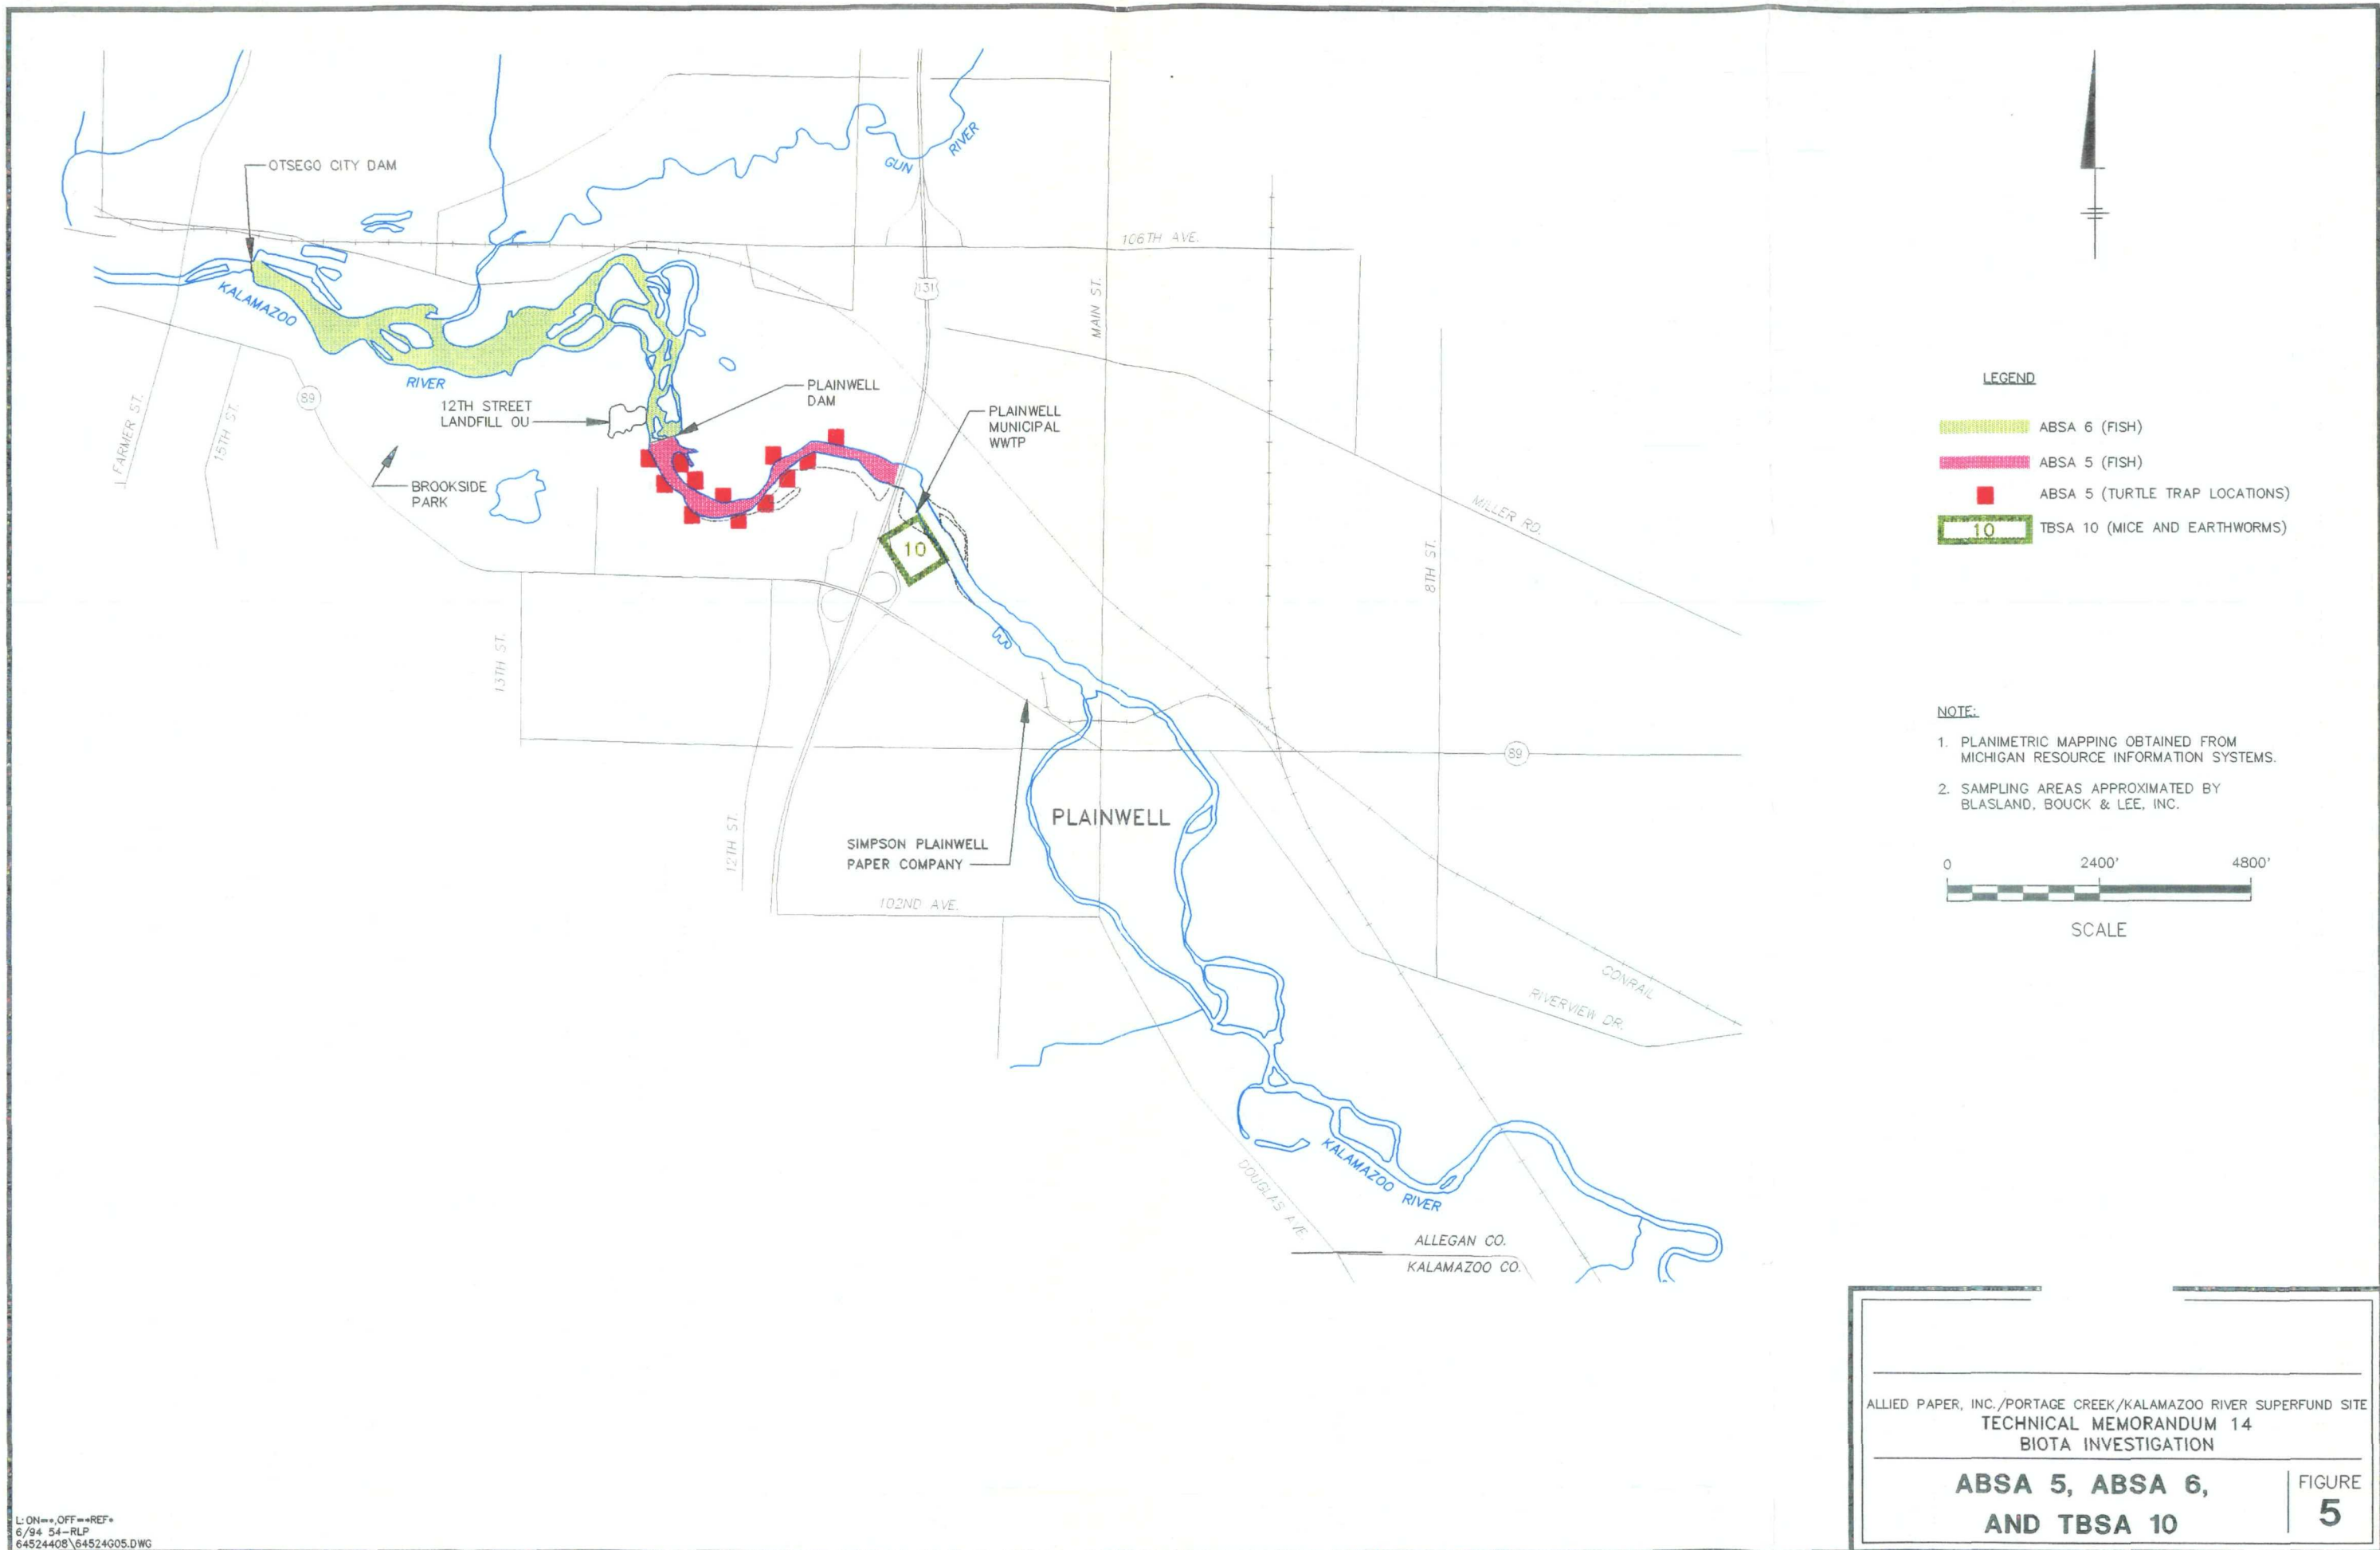 GUN RIVER
OTSEGO CITY DAM
106TH AVE.
KALAMAZOO
RIVER
131
MAIN ST.
89
FARMER ST.
15TH ST.
12TH STREET
LANDFILL OU
PLAINWELL
DAM
PLAINWELL
MUNICIPAL
WWTP
BROOKSIDE
PARK
10
MILLER RD.
8TH ST.
13TH ST.
12TH ST.
89
PLAINWELL
SIMPSON PLAINWELL
PAPER COMPANY
102ND AVE.
CONRAIL
RIVERVIEW DR.
KALAMAZOO RIVER
DOUGLAS AVE.
ALLEGAN CO.
KALAMAZOO CO.
LEGEND
ABSA 6 (FISH)
ABSA 5 (FISH)
ABSA 5 (TURTLE TRAP LOCATIONS)
10 TBSA 10 (MICE AND EARTHWORMS)
NOTE:
1. PLANIMETRIC MAPPING OBTAINED FROM
MICHIGAN RESOURCE INFORMATION SYSTEMS.
2. SAMPLING AREAS APPROXIMATED BY
BLASLAND, BOUCK & LEE, INC.
0 2400' 4800'
SCALE
ALLIED PAPER, INC./PORTAGE CREEK/KALAMAZOO RIVER SUPERFUND SITE
TECHNICAL MEMORANDUM 14
BIOTA INVESTIGATION
ABSA 5, ABSA 6,
AND TBSA 10
FIGURE
5
L: ON=*,OFF=*REF*
6/94 54-RLP
64524408\64524G05.DWG